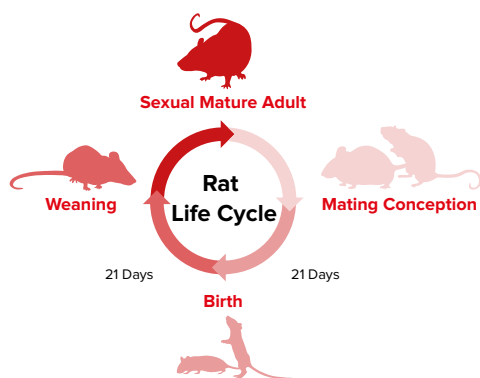 Sexual Mature Adult
Rat
Life Cycle
Weaning
Mating Conception
21 Days
21 Days
Birth